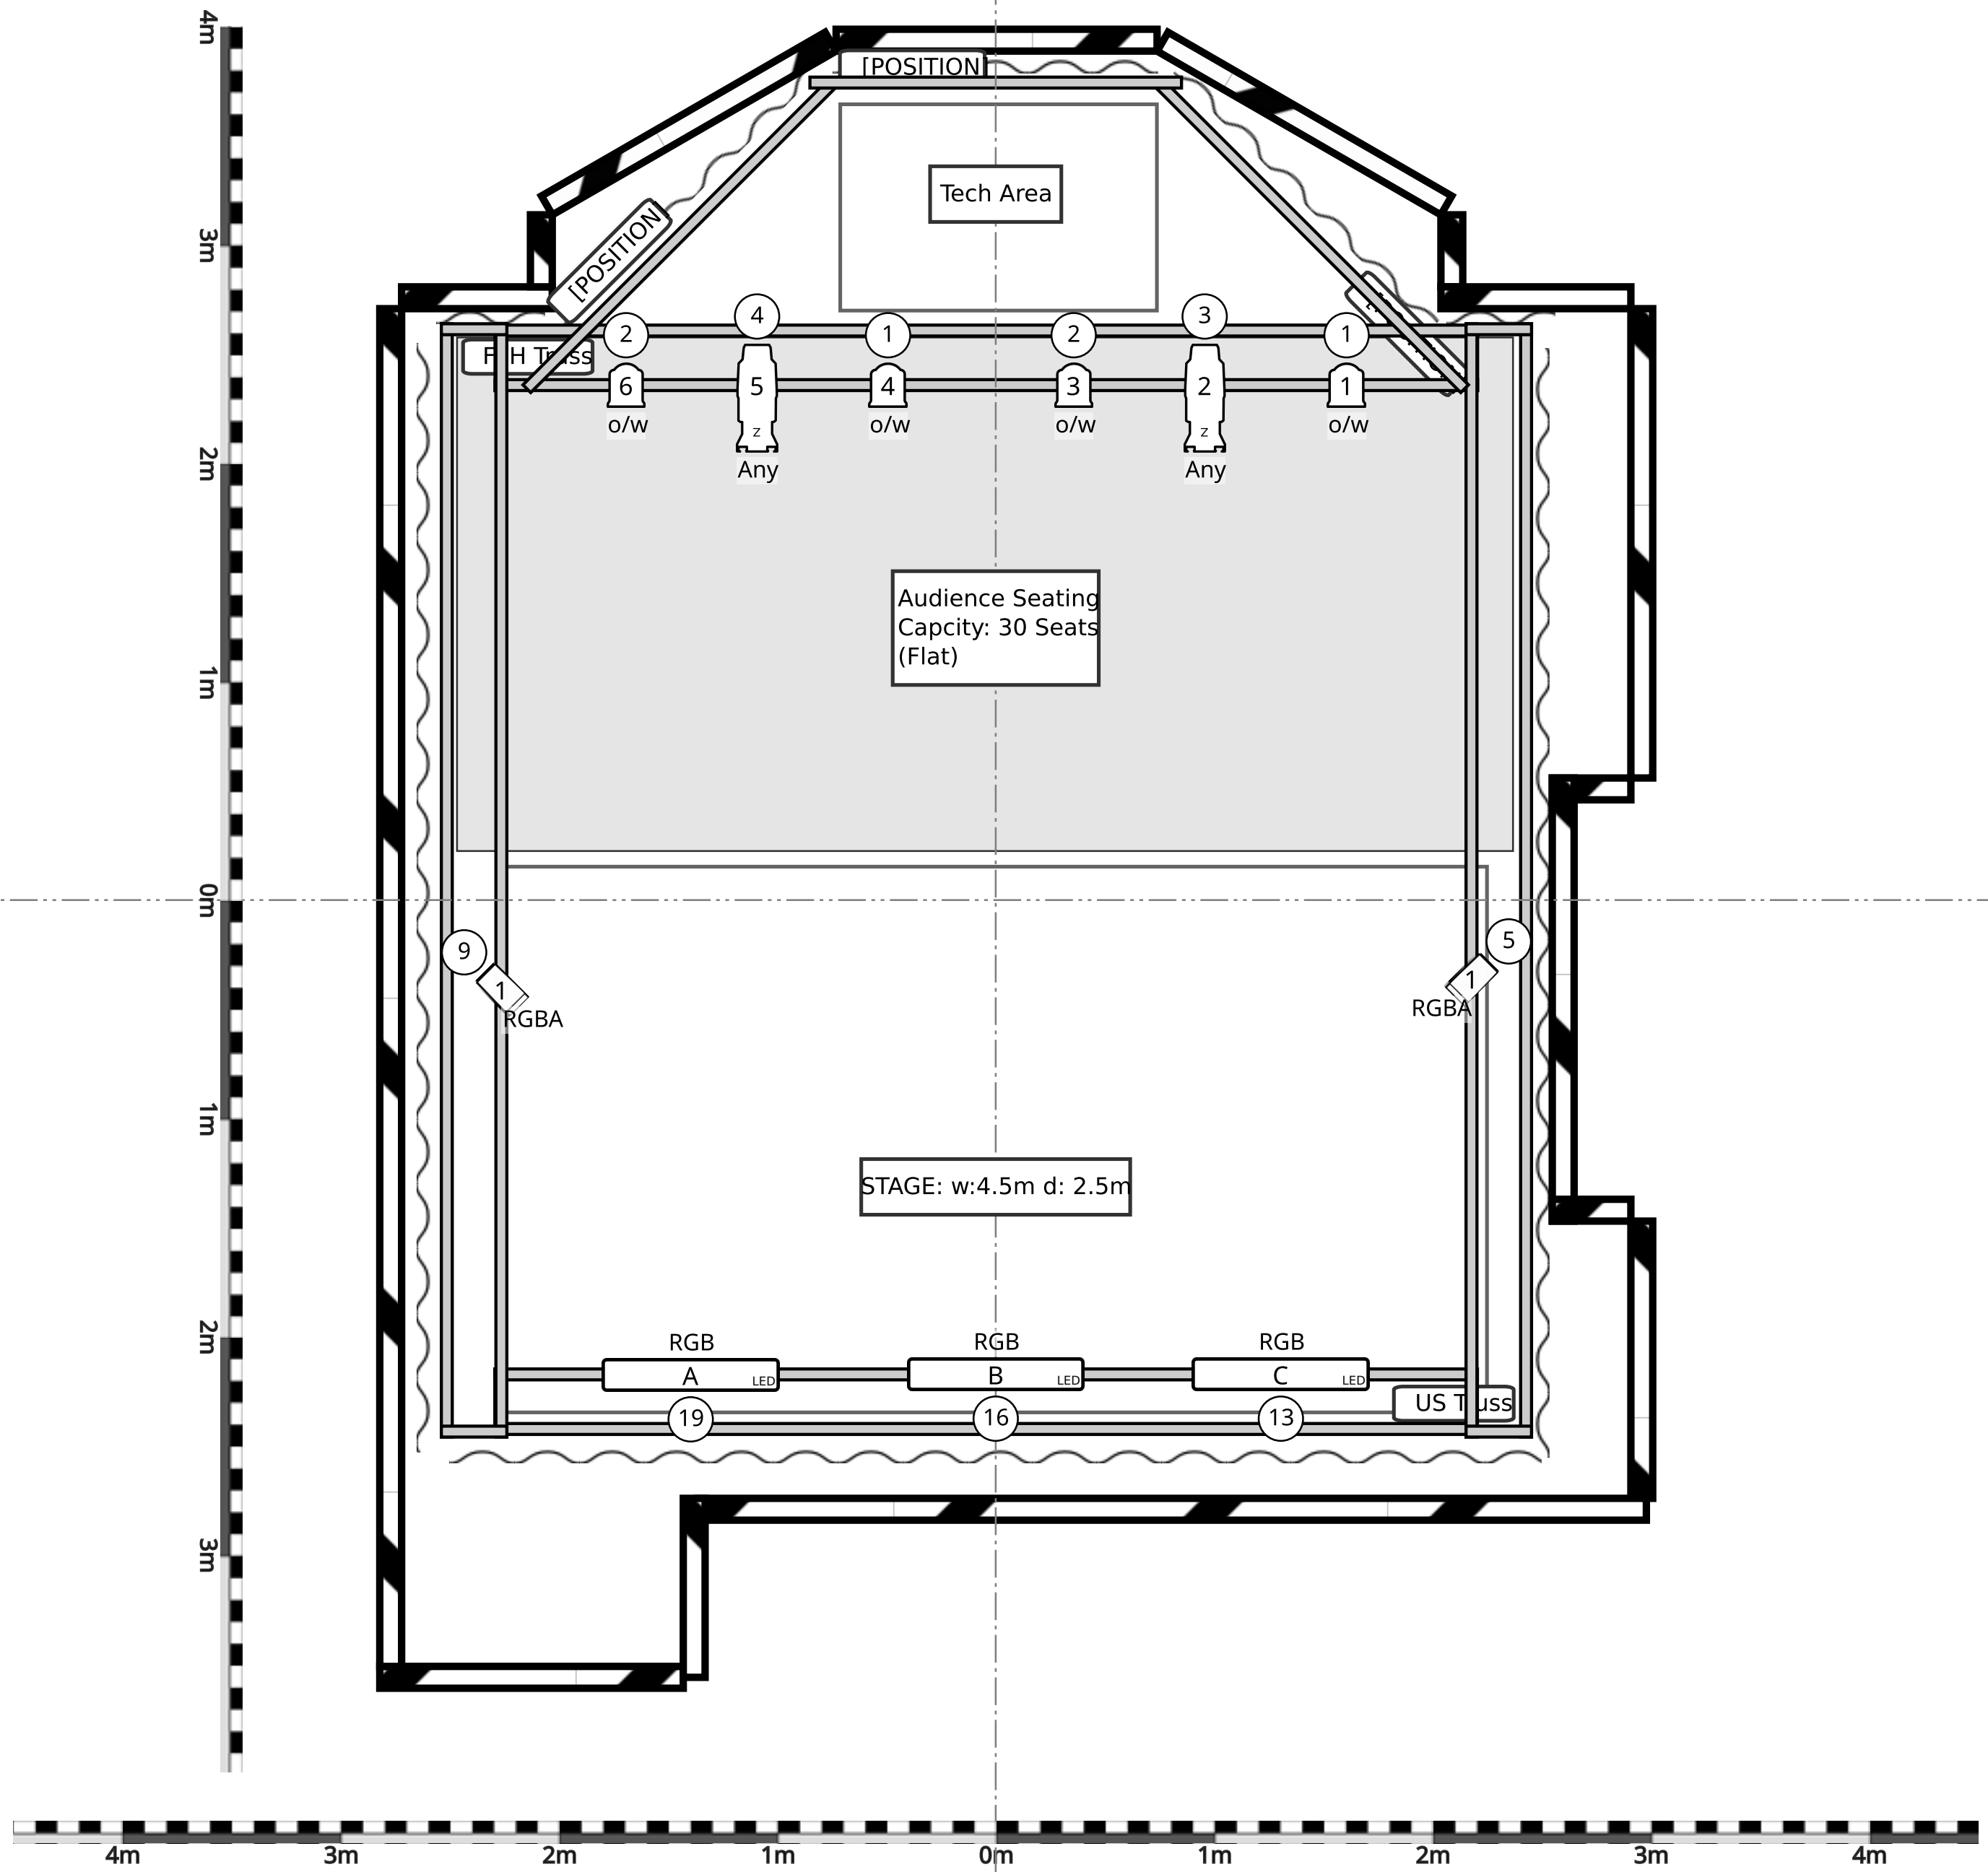 4m
[POSITION
Tech Area
3m
[POSITION
2
4
1
2
3
1
6
5
4
3
2
1
z
z
o/w
o/w
o/w
o/w
Any
Any
2m
Audience Seating
Capcity: 30 Seats
(Flat)
1m
0m
9
5
1
1
RGBA
RGBA
1m
STAGE: w:4.5m d: 2.5m
2m
RGB
RGB
RGB
A
LED
B
LED
C
LED
US Truss
19
16
13
3m
4m
3m
2m
1m
0m
1m
2m
3m
4m